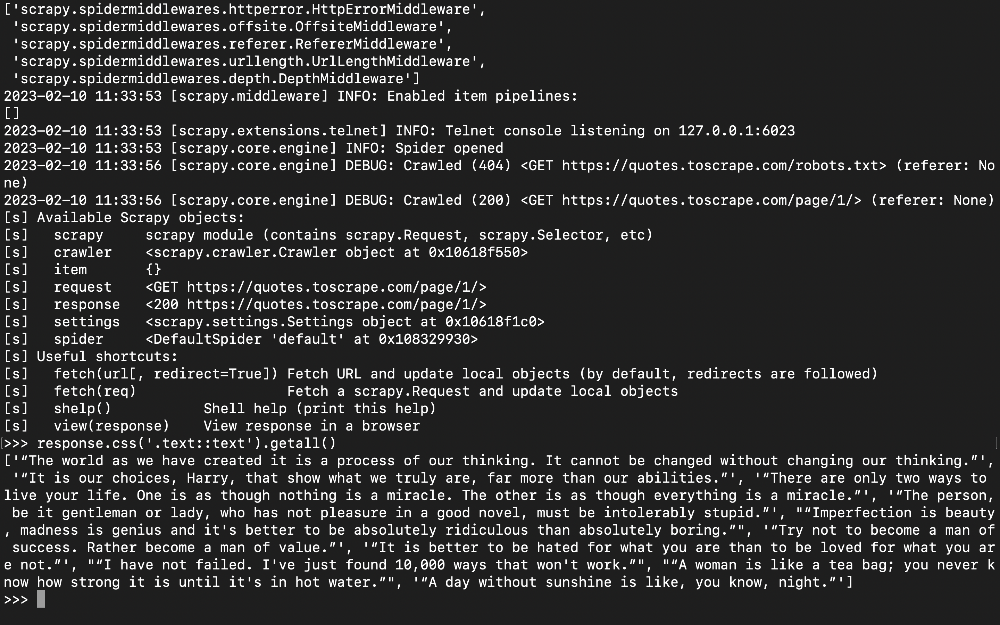 ['scrapy.spidermiddlewares.httperror.HttpErrorMiddleware',
 'scrapy.spidermiddlewares.offsite.OffsiteMiddleware',
 'scrapy.spidermiddlewares.referer.RefererMiddleware',
 'scrapy.spidermiddlewares.urllength.UrlLengthMiddleware',
 'scrapy.spidermiddlewares.depth.DepthMiddleware']
2023-02-10 11:33:53 [scrapy.middleware] INFO: Enabled item pipelines:
[]
2023-02-10 11:33:53 [scrapy.extensions.telnet] INFO: Telnet console listening on 127.0.0.1:6023
2023-02-10 11:33:53 [scrapy.core.engine] INFO: Spider opened
2023-02-10 11:33:56 [scrapy.core.engine] DEBUG: Crawled (404) <GET https://quotes.toscrape.com/robots.txt> (referer: No
ne)
2023-02-10 11:33:56 [scrapy.core.engine] DEBUG: Crawled (200) <GET https://quotes.toscrape.com/page/1/> (referer: None)
[s] Available Scrapy objects:
[s]   scrapy     scrapy module (contains scrapy.Request, scrapy.Selector, etc)
[s]   crawler    <scrapy.crawler.Crawler object at 0x10618f550>
[s]   item       {}
[s]   request    <GET https://quotes.toscrape.com/page/1/>
[s]   response   <200 https://quotes.toscrape.com/page/1/>
[s]   settings   <scrapy.settings.Settings object at 0x10618f1c0>
[s]   spider     <DefaultSpider 'default' at 0x108329930>
[s] Useful shortcuts:
[s]   fetch(url[, redirect=True]) Fetch URL and update local objects (by default, redirects are followed)
[s]   fetch(req)                  Fetch a scrapy.Request and update local objects
[s]   shelp()           Shell help (print this help)
[s]   view(response)    View response in a browser
>>> response.css('.text::text').getall()
['“The world as we have created it is a process of our thinking. It cannot be changed without changing our thinking.”',
 '“It is our choices, Harry, that show what we truly are, far more than our abilities.”', '“There are only two ways to
live your life. One is as though nothing is a miracle. The other is as though everything is a miracle.”', '“The person,
 be it gentleman or lady, who has not pleasure in a good novel, must be intolerably stupid.”', "“Imperfection is beauty
, madness is genius and it's better to be absolutely ridiculous than absolutely boring.”", '“Try not to become a man of
 success. Rather become a man of value.”', '“It is better to be hated for what you are than to be loved for what you ar
e not.”', "“I have not failed. I've just found 10,000 ways that won't work.”", "“A woman is like a tea bag; you never k
now how strong it is until it's in hot water.”", '“A day without sunshine is like, you know, night.”']
>>>